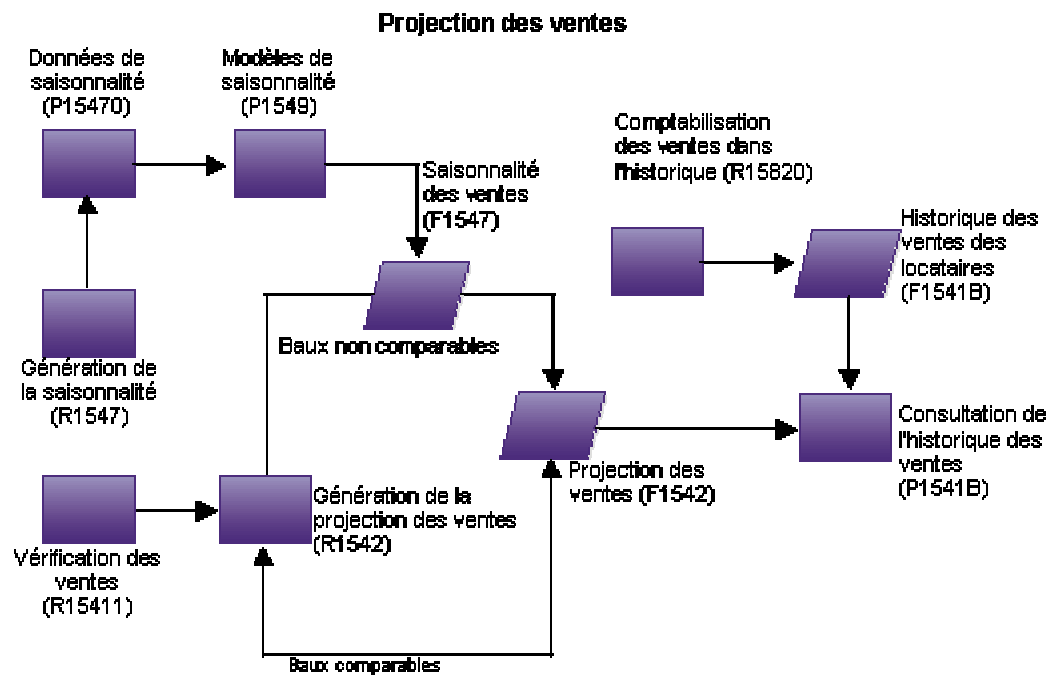 Projection des ventes
Données de
saisonnalité
(P15470)
Modèles de
saisonnalité
(P1549)
Saisonnalité
des ventes
(F1547)
Comptabilisation
des ventes dans
l'historique (R15820)
Historique des
ventes des
locataires
(F1541B)
Génération de
la saisonnalité
(R1547)
Baux non comparables
Projection des
ventes (F1542)
Consultation de
l'historique des
ventes
(P1541B)
Génération de la
projection des ventes
(R1542)
Vérification des
ventes
(R15411)
Baux comparables